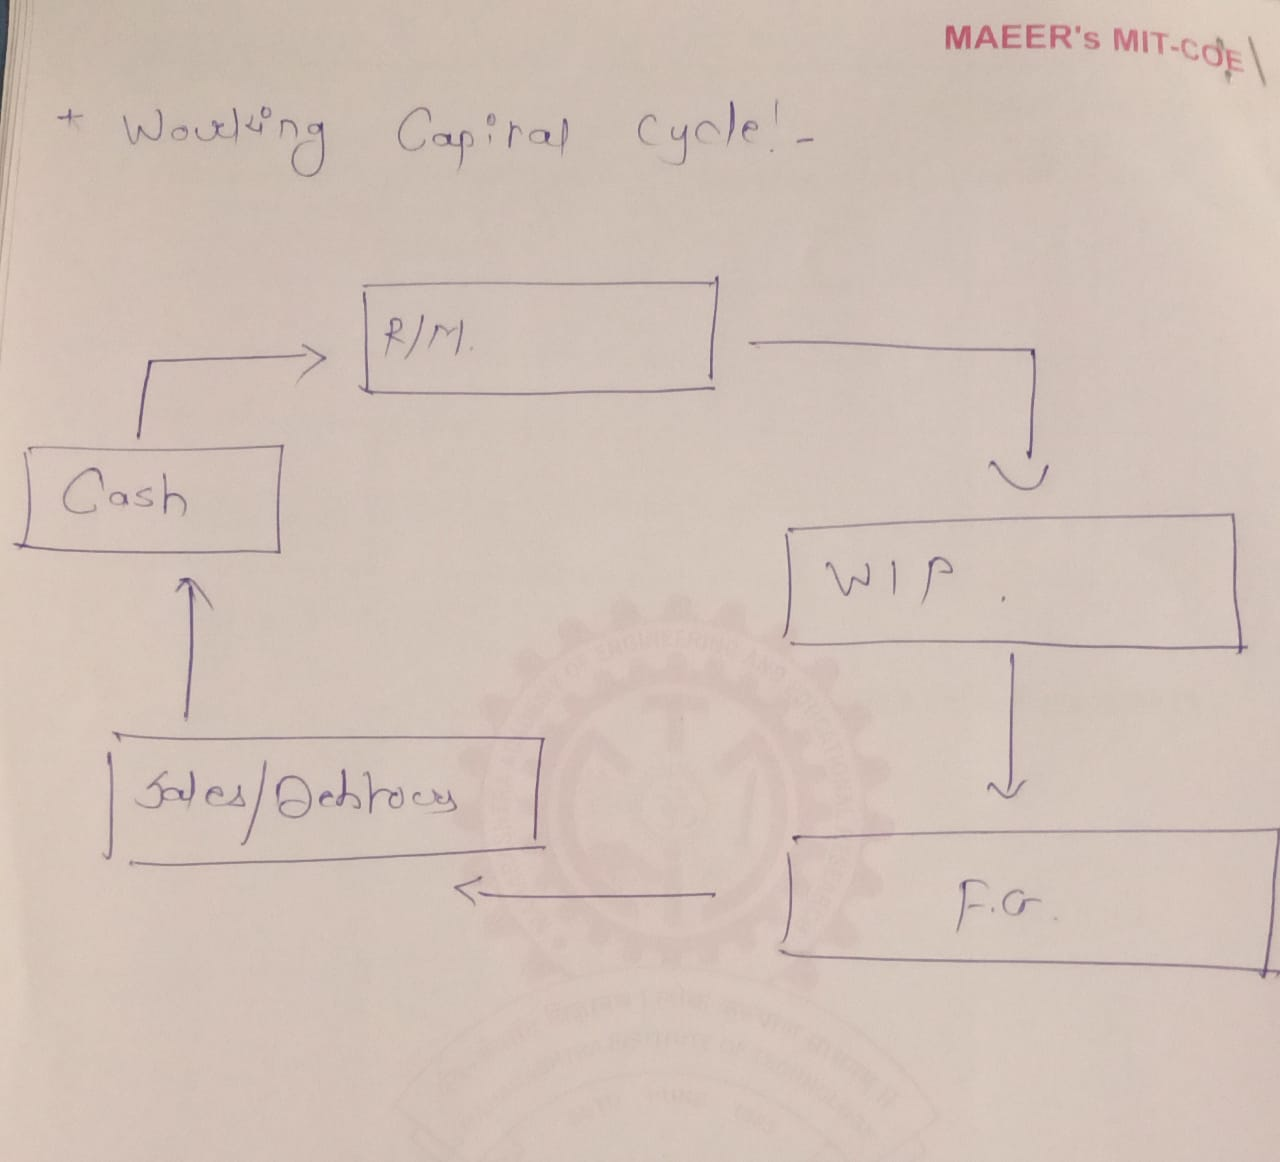 MAEER's MIT-COE
* Working Capital Cycle:-
R/M.
Cash
WIP.
Sales/Debtors
F.G.